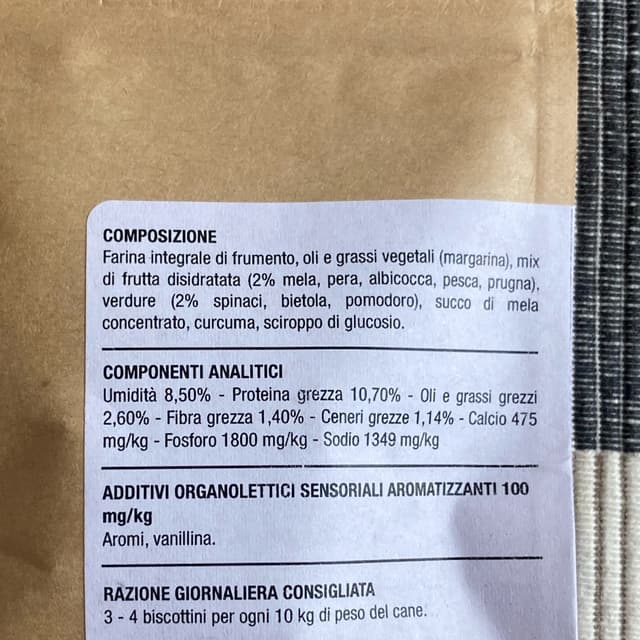 COMPOSIZIONE
Farina integrale di frumento, oli e grassi vegetali (margarina), mix
di frutta disidratata (2% mela, pera, albicocca, pesca, prugna),
verdure (2% spinaci, bietola, pomodoro), succo di mela
concentrato, curcuma, sciroppo di glucosio.
COMPONENTI ANALITICI
Umidità 8,50% - Proteina grezza 10,70% - Oli e grassi grezzi
2,60% - Fibra grezza 1,40% - Ceneri grezze 1,14% - Calcio 475
mg/kg - Fosforo 1800 mg/kg - Sodio 1349 mg/kg
ADDITIVI ORGANOLETTICI SENSORIALI AROMATIZZANTI 100
mg/kg
Aromi, vanillina.
RAZIONE GIORNALIERA CONSIGLIATA
3 - 4 biscottini per ogni 10 kg di peso del cane.